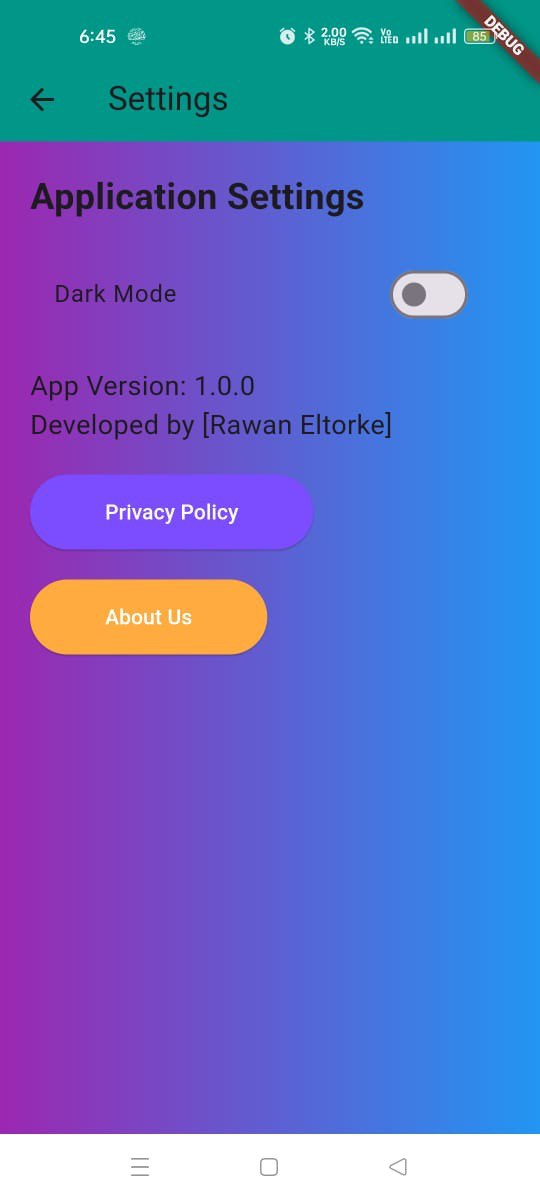 6:45
2.00
KB/S
Vo
LTE
85
DEBUG
Settings
Application Settings
Dark Mode
App Version: 1.0.0
Developed by [Rawan Eltorke]
Privacy Policy
About Us